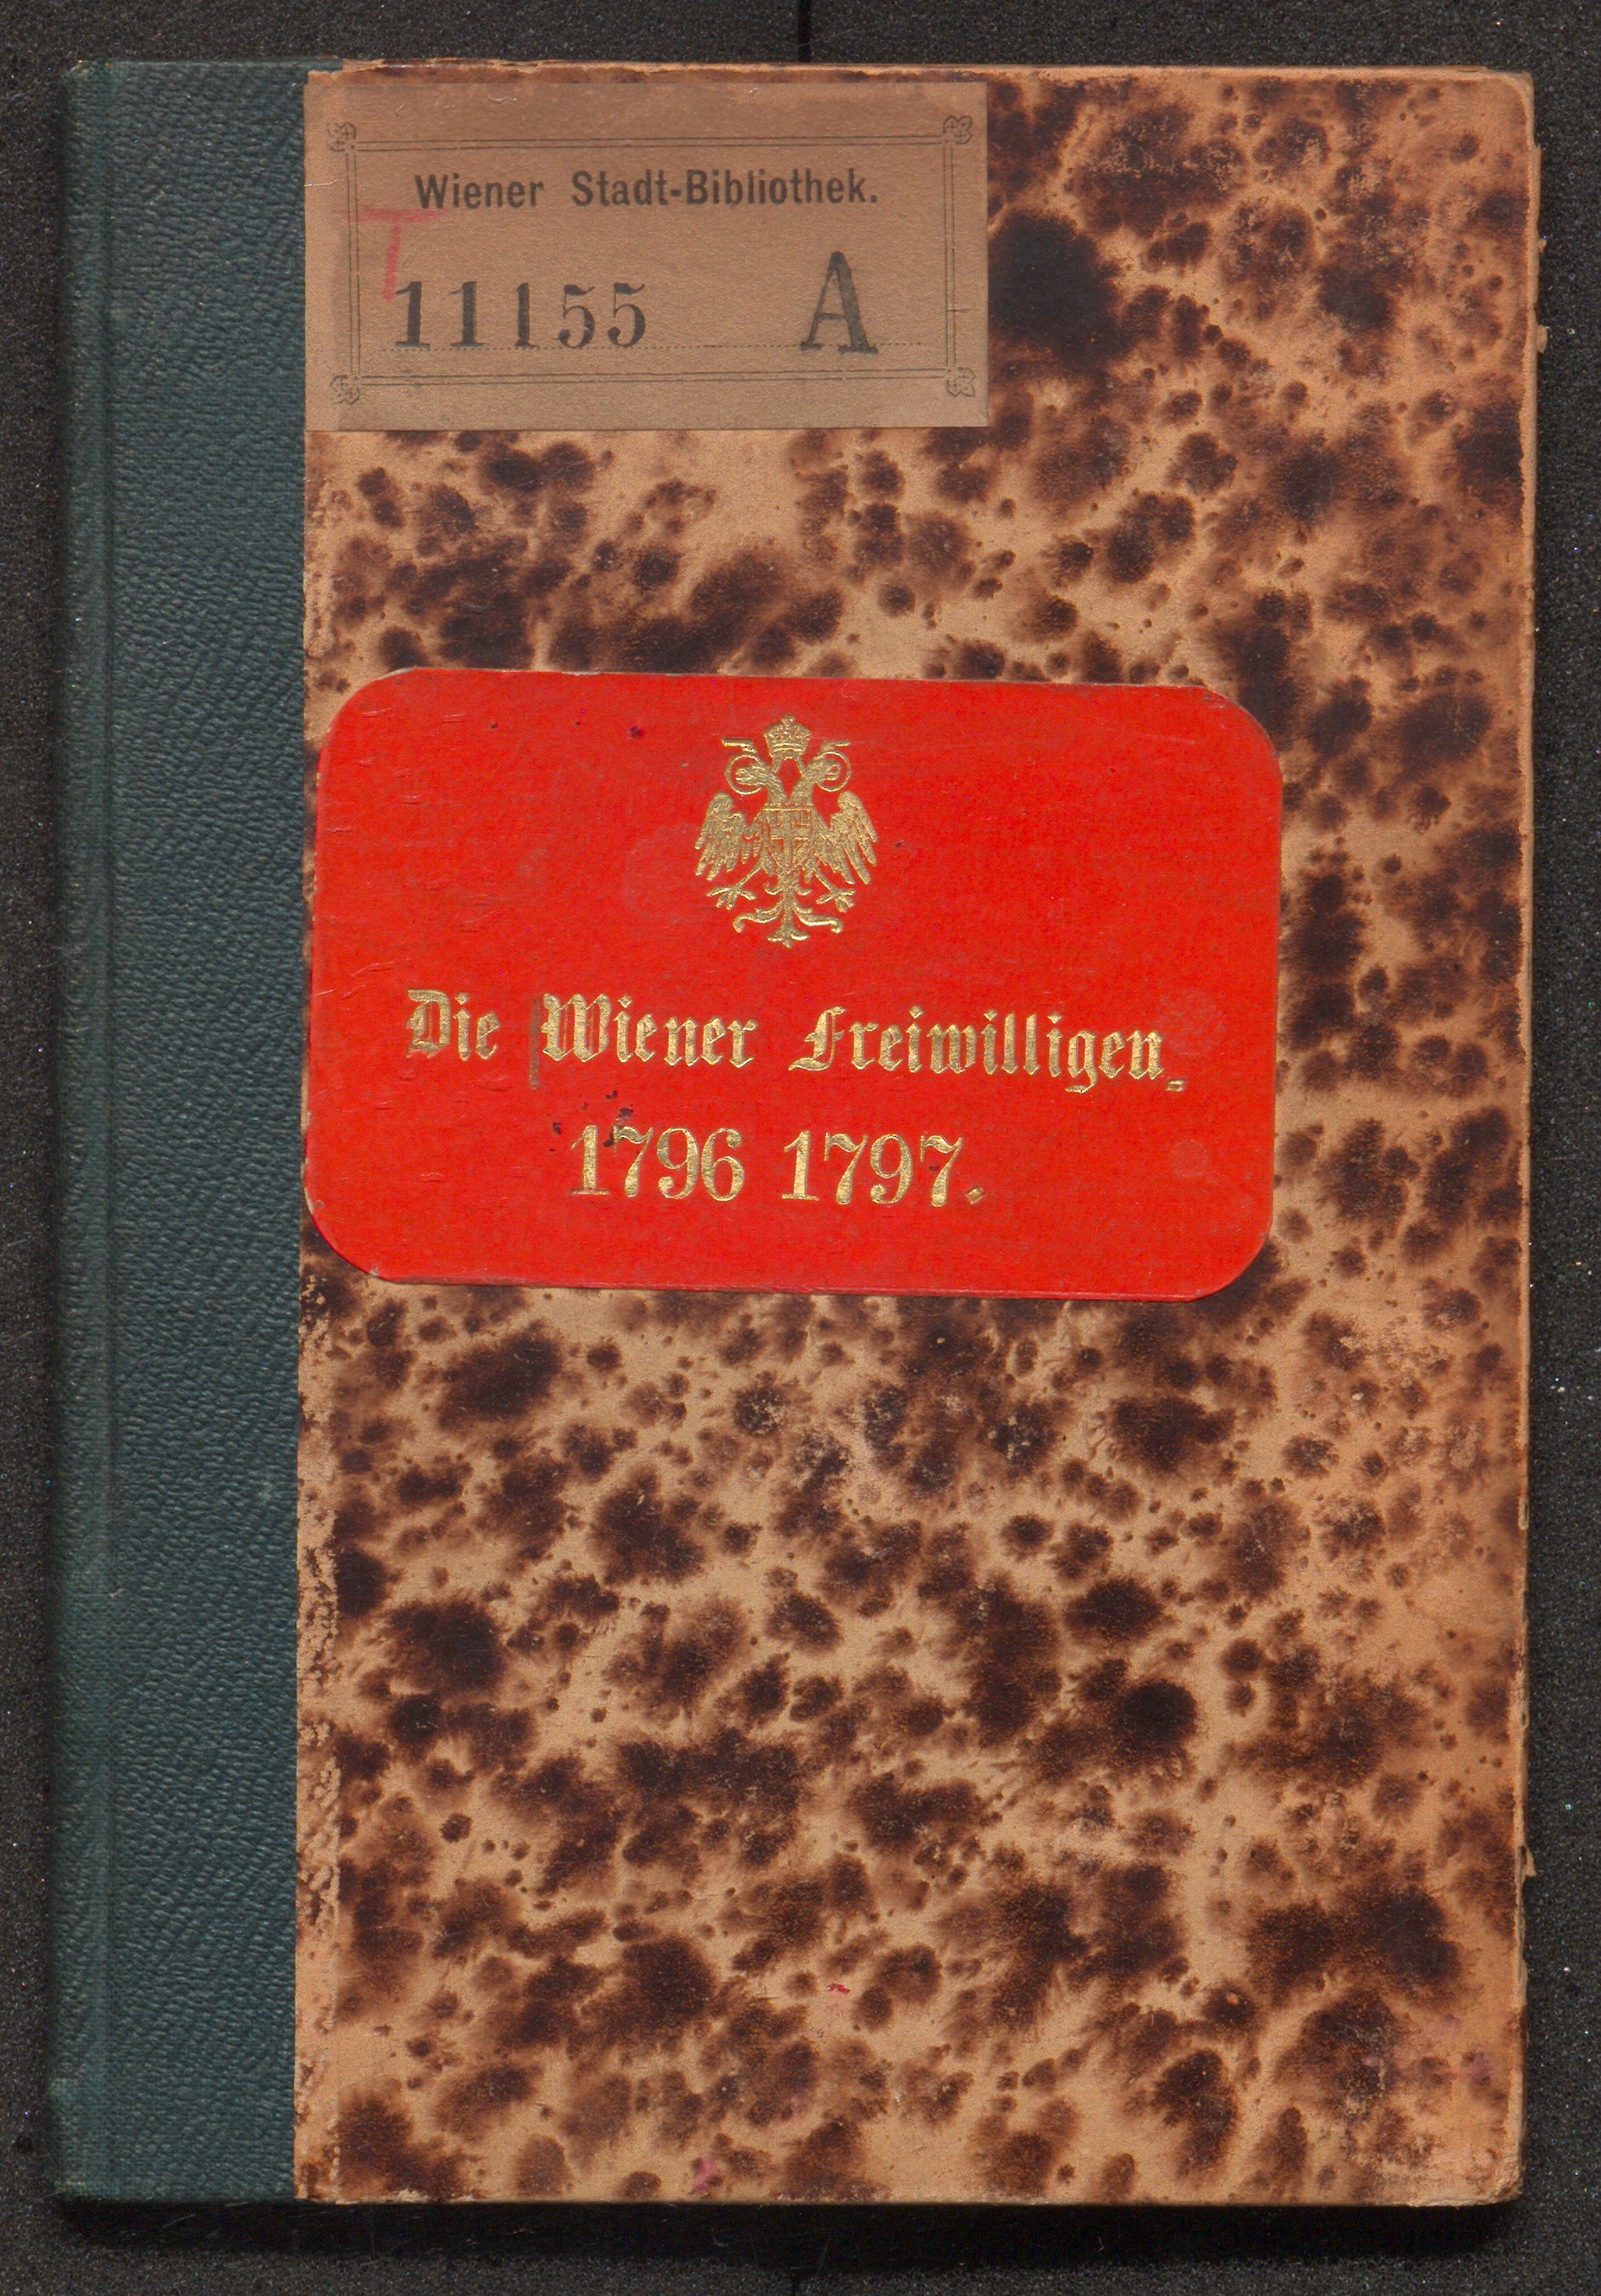 Wiener Stadt-Bibliothek.
T
11155 A
Die Wiener Freiwilligen.
1796 1797.